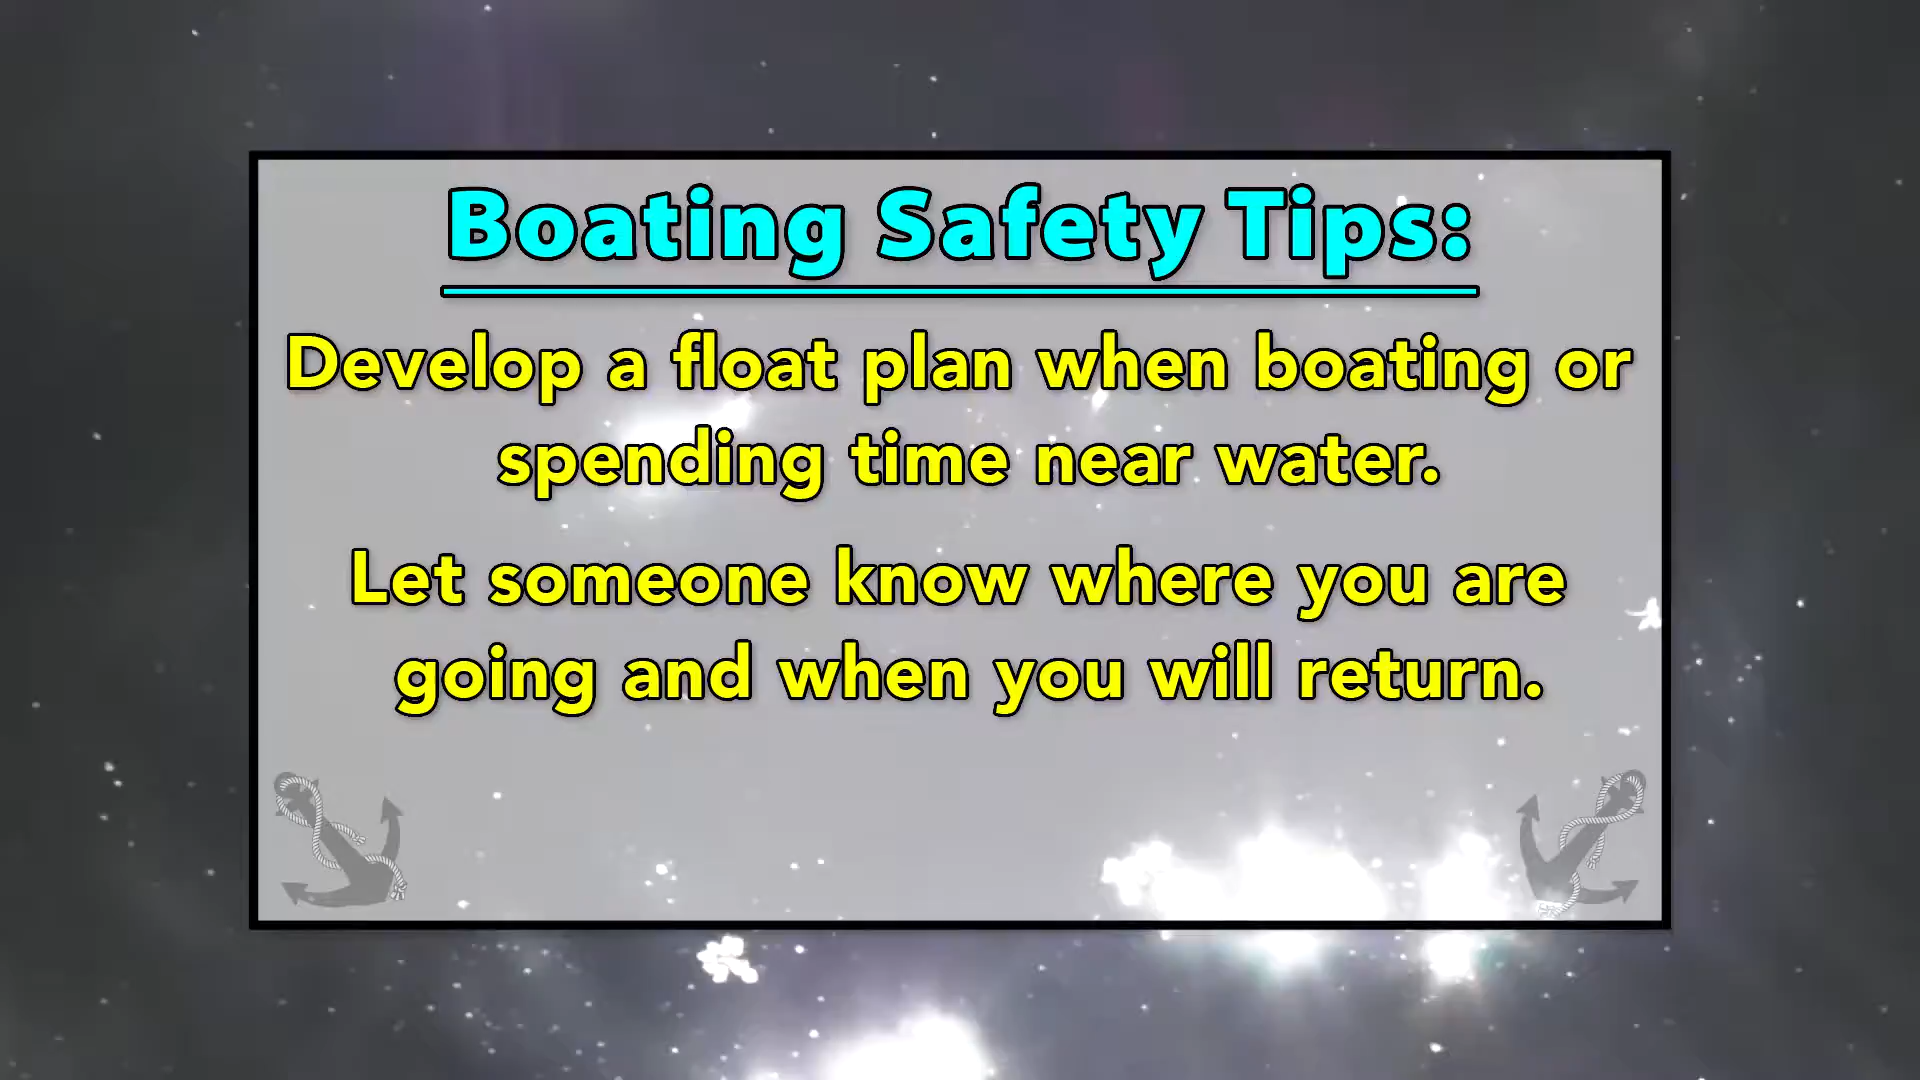 Boating Safety Tips:
Develop a float plan when boating or
spending time near water.
Let someone know where you are
going and when you will return.